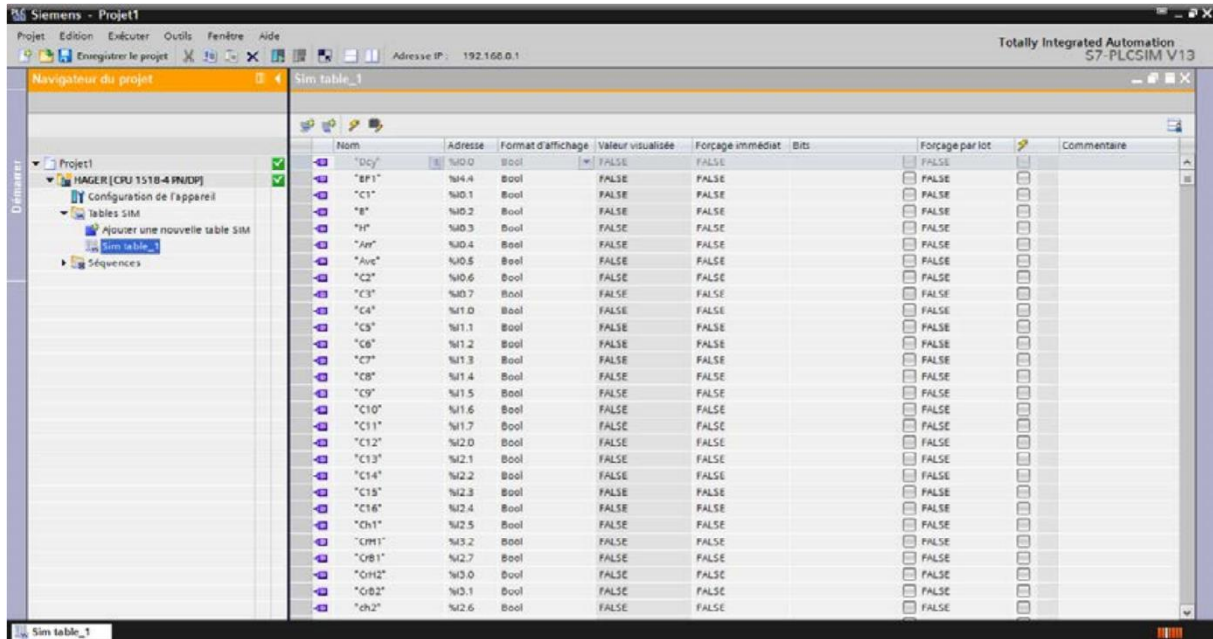 Siemens - Projet1
Projet Edition Exécuter Outils Fenêtre Aide
Totally Integrated Automation
S7-PLCSIM V13
Enregistrer le projet Adresse IP : 192.168.0.1
Navigateur du projet
Sim table_1
Démarrer
Projet1
HAGER [CPU 1518-4 PN/DP]
Configuration de l'appareil
Tables SIM
Ajouter une nouvelle table SIM
Sim table_1
Séquences
Nom Adresse Format d'affichage Valeur visualisée Forçage immédiat Bits Forçage par lot Commentaire
"Dcy" %I0.0 Bool FALSE FALSE FALSE
"BF1" %I4.4 Bool FALSE FALSE FALSE
"C1" %I0.1 Bool FALSE FALSE FALSE
"B" %I0.2 Bool FALSE FALSE FALSE
"H" %I0.3 Bool FALSE FALSE FALSE
"Arr" %I0.4 Bool FALSE FALSE FALSE
"Avc" %I0.5 Bool FALSE FALSE FALSE
"C2" %I0.6 Bool FALSE FALSE FALSE
"C3" %I0.7 Bool FALSE FALSE FALSE
"C4" %I1.0 Bool FALSE FALSE FALSE
"C5" %I1.1 Bool FALSE FALSE FALSE
"C6" %I1.2 Bool FALSE FALSE FALSE
"C7" %I1.3 Bool FALSE FALSE FALSE
"C8" %I1.4 Bool FALSE FALSE FALSE
"C9" %I1.5 Bool FALSE FALSE FALSE
"C10" %I1.6 Bool FALSE FALSE FALSE
"C11" %I1.7 Bool FALSE FALSE FALSE
"C12" %I2.0 Bool FALSE FALSE FALSE
"C13" %I2.1 Bool FALSE FALSE FALSE
"C14" %I2.2 Bool FALSE FALSE FALSE
"C15" %I2.3 Bool FALSE FALSE FALSE
"C16" %I2.4 Bool FALSE FALSE FALSE
"Ch1" %I2.5 Bool FALSE FALSE FALSE
"CrH1" %I3.2 Bool FALSE FALSE FALSE
"CrB1" %I2.7 Bool FALSE FALSE FALSE
"CrH2" %I3.0 Bool FALSE FALSE FALSE
"CrB2" %I3.1 Bool FALSE FALSE FALSE
"ch2" %I2.6 Bool FALSE FALSE FALSE
Sim table_1